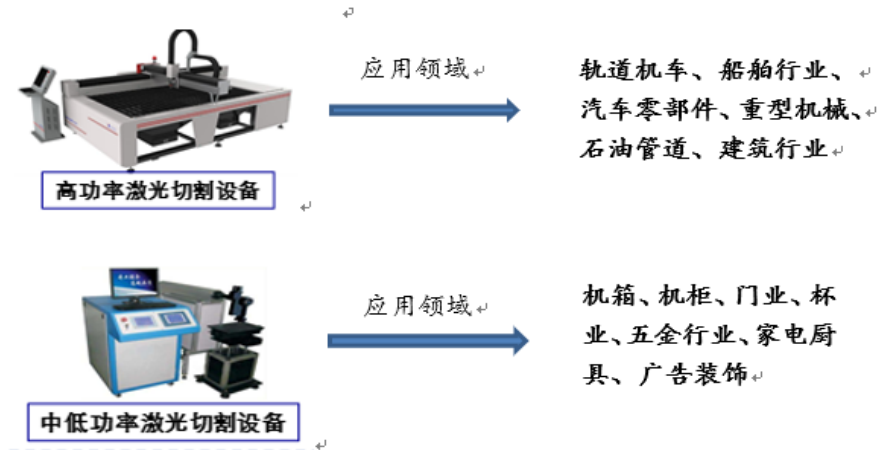 应用领域
轨道机车、船舶行业、
汽车零部件、重型机械、
石油管道、建筑行业
高功率激光切割设备
应用领域
机箱、机柜、门业、杯
业、五金行业、家电厨
具、广告装饰
中低功率激光切割设备